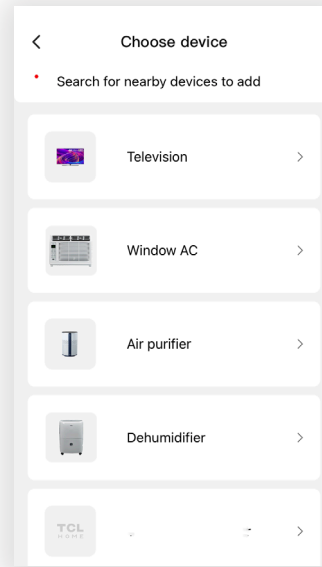 Choose device
Search for nearby devices to add
Television
Window AC
Air purifier
Dehumidifier
TCL
HOME